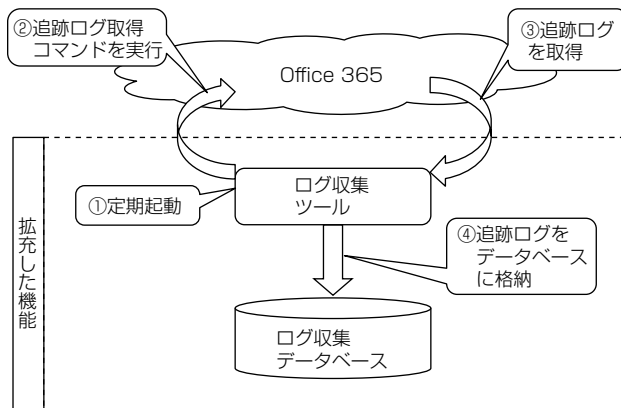 ②追跡ログ取得
コマンドを実行
Office 365
③追跡ログ
を取得
①定期起動
ログ収集
ツール
④追跡ログを
データベース
に格納
拡充した機能
ログ収集
データベース